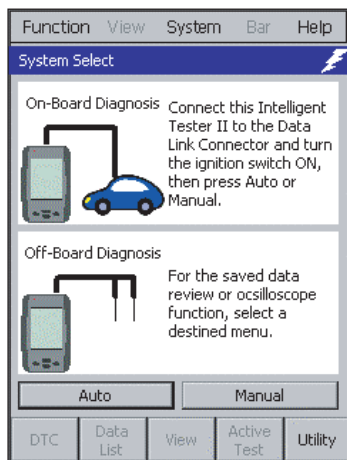 Function View System Bar Help
System Select
On-Board Diagnosis
Connect this Intelligent
Tester II to the Data
Link Connector and turn
the ignition switch ON,
then press Auto or
Manual.
Off-Board Diagnosis
For the saved data
review or ocsilloscope
function, select a
destined menu.
Auto Manual
DTC Data List View Active Test Utility